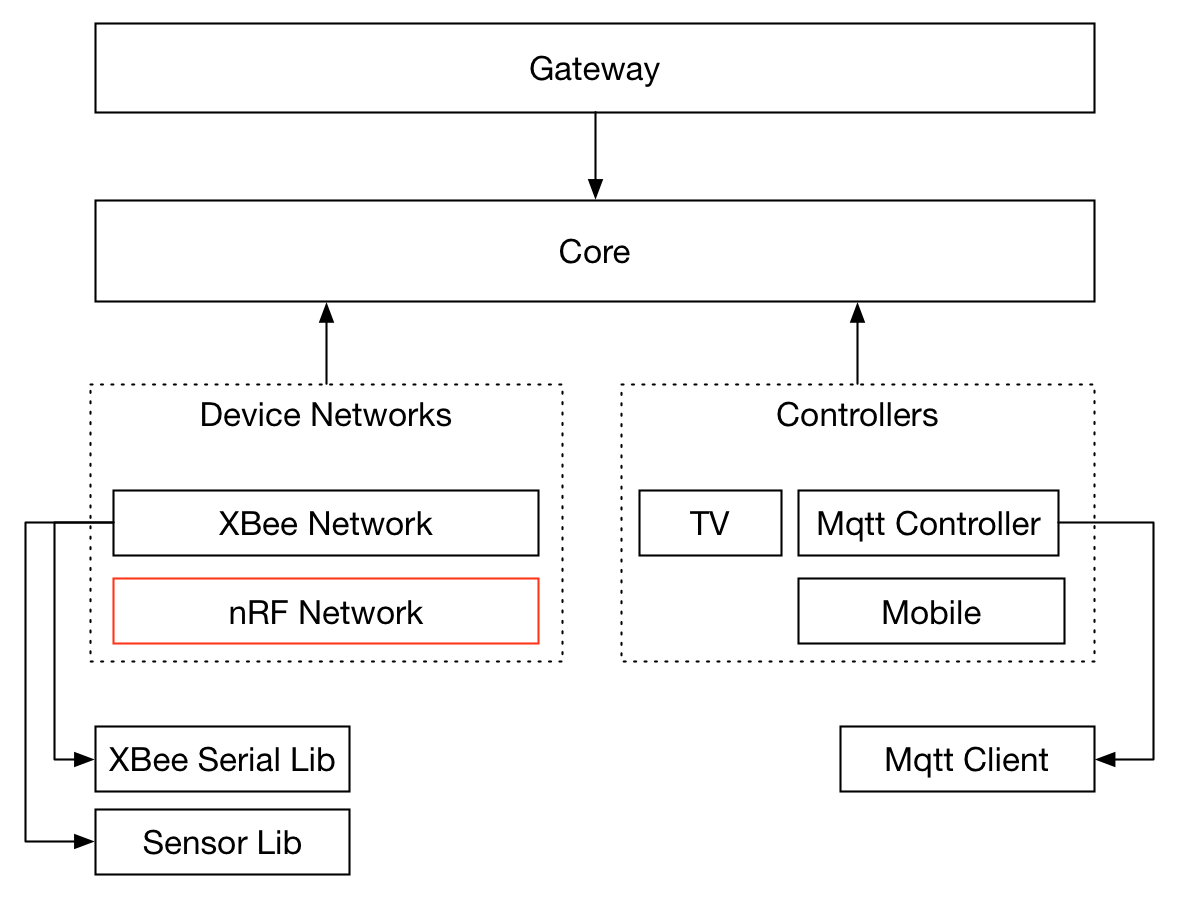 Gateway
Core
Device Networks
Controllers
XBee Network
TV
Mqtt Controller
nRF Network
Mobile
XBee Serial Lib
Mqtt Client
Sensor Lib